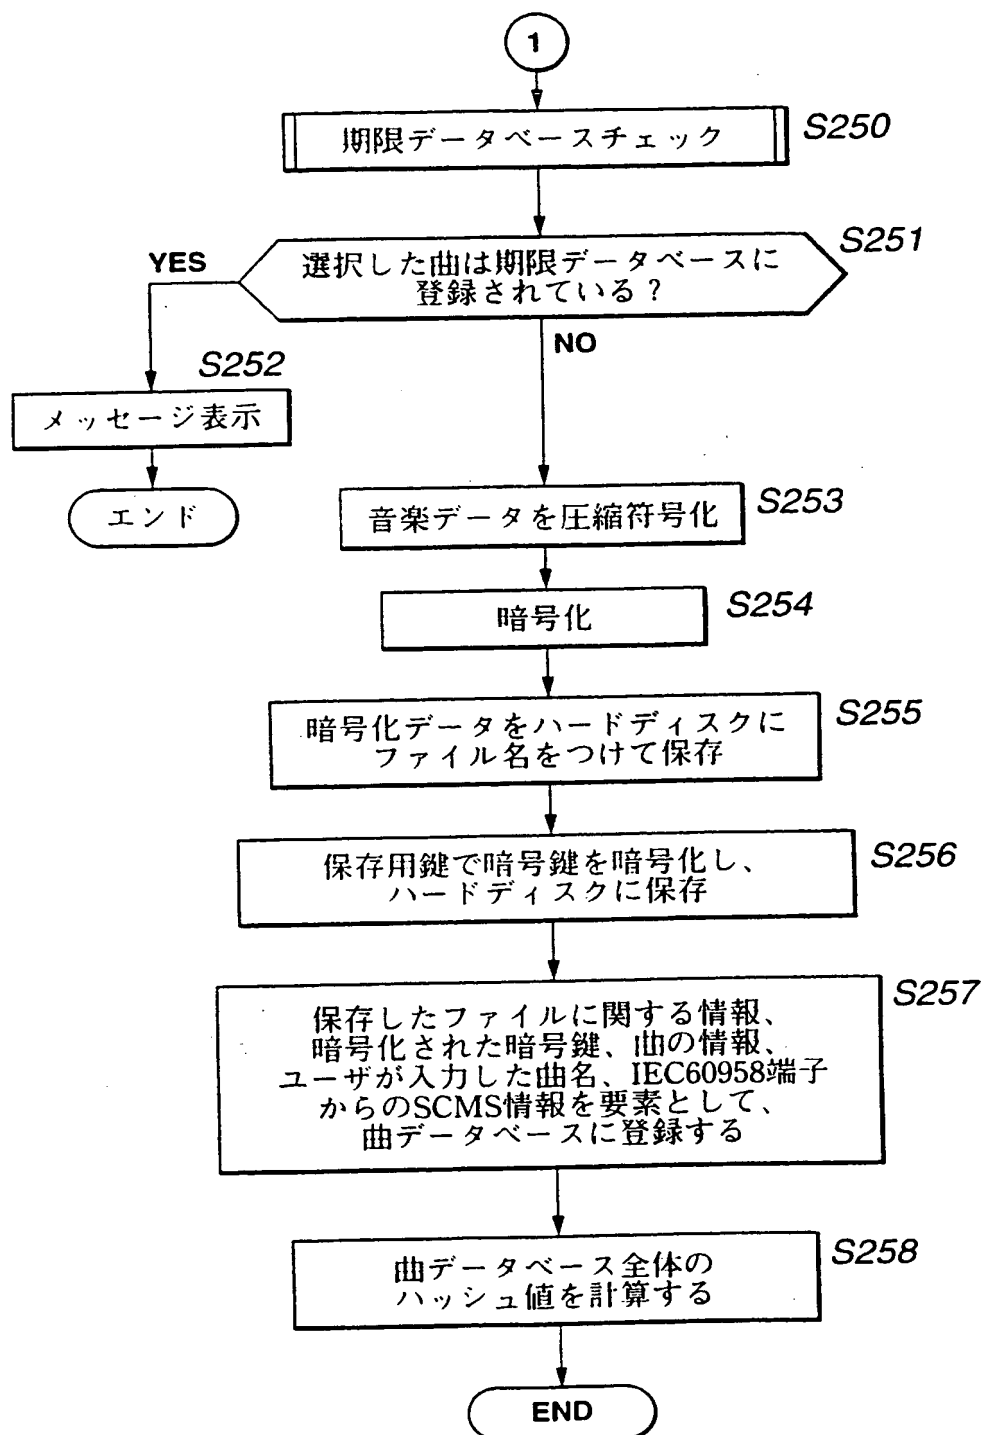 1
期限データベースチェック
S250
選択した曲は期限データベースに
登録されている?
S251
YES
NO
S252
メッセージ表示
エンド
音楽データを圧縮符号化
S253
暗号化
S254
暗号化データをハードディスクに
ファイル名をつけて保存
S255
保存用鍵で暗号鍵を暗号化し、
ハードディスクに保存
S256
保存したファイルに関する情報、
暗号化された暗号鍵、曲の情報、
ユーザが入力した曲名、IEC60958端子
からのSCMS情報を要素として、
曲データベースに登録する
S257
曲データベース全体の
ハッシュ値を計算する
S258
END